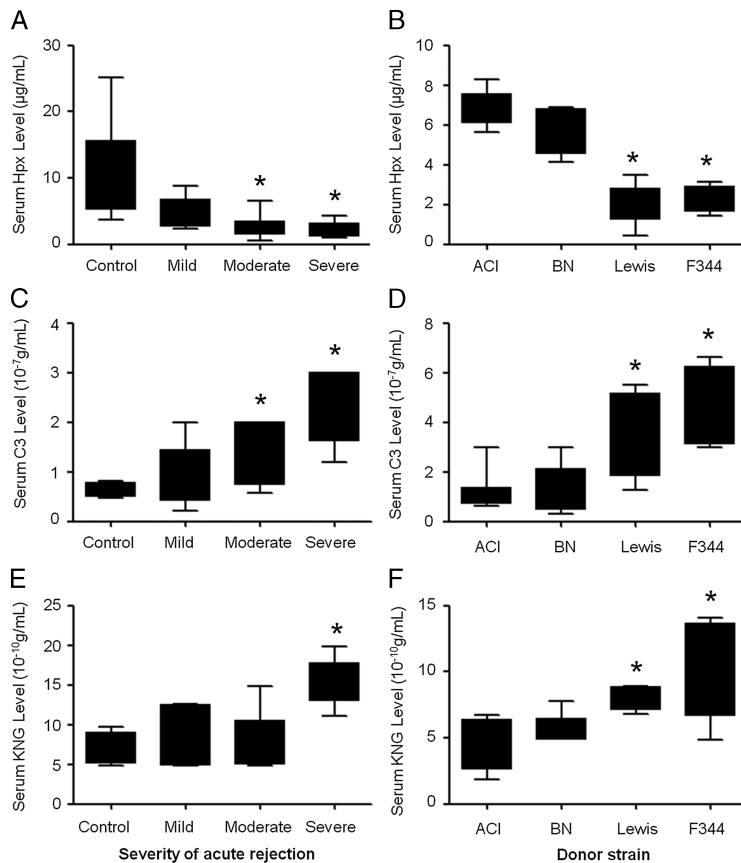 A
Serum Hpx Level (µg/mL)
30
20
10
0
*
*
Control Mild Moderate Severe
B
Serum Hpx Level (µg/mL)
10
8
6
4
2
0
*
*
ACI BN Lewis F344
C
Serum C3 Level (10-7g/mL)
4
3
2
1
0
*
*
Control Mild Moderate Severe
D
Serum C3 Level (10-7g/mL)
8
6
4
2
0
*
*
ACI BN Lewis F344
E
Serum KNG Level (10-10g/mL)
25
20
15
10
5
0
*
Control Mild Moderate Severe
Severity of acute rejection
F
Serum KNG Level (10-10g/mL)
15
10
5
0
*
*
ACI BN Lewis F344
Donor strain